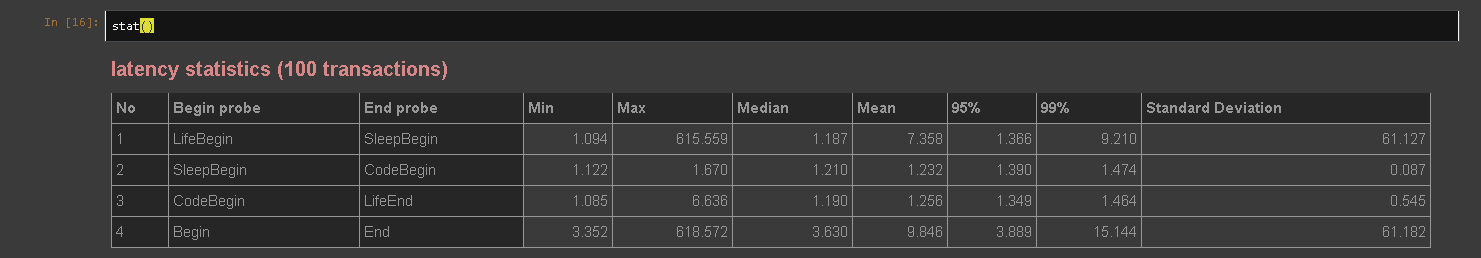 In [16]: stat()
latency statistics (100 transactions)
No Begin probe End probe Min Max Median Mean 95% 99% Standard Deviation
1 LifeBegin SleepBegin 1.094 615.559 1.187 7.358 1.366 9.210 61.127
2 SleepBegin CodeBegin 1.122 1.670 1.210 1.232 1.390 1.474 0.087
3 CodeBegin LifeEnd 1.085 6.636 1.190 1.256 1.349 1.464 0.545
4 Begin End 3.352 618.572 3.630 9.846 3.889 15.144 61.182